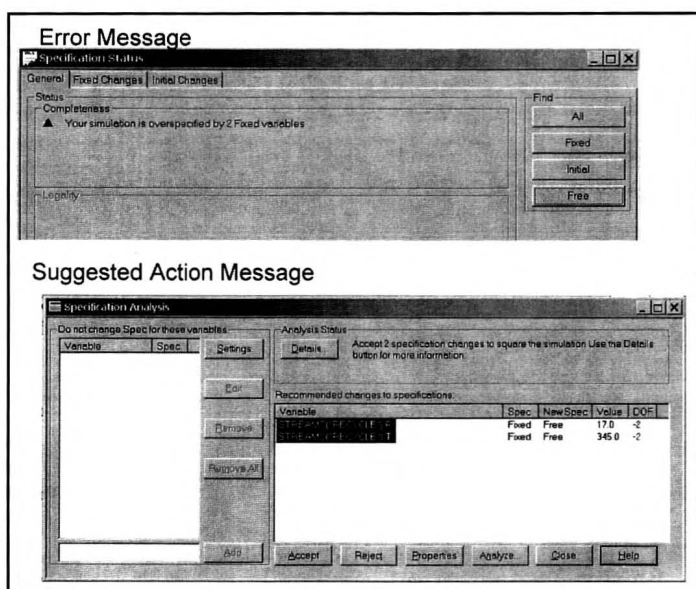 Error Message
Specification Status
General Fixed Changes Initial Changes
Status
Completeness
Your simulation is overspecified by 2 Fixed variables
Legality
Find
All
Fixed
Initial
Free
Suggested Action Message
Specification Analysis
Do not change Spec for these variables
Variable Spec
Settings
Edit
Remove
Remove All
Add
Analysis Status
Details
Accept 2 specification changes to square the simulation Use the Details
button for more information.
Recommended changes to specifications:
Variable Spec New Spec Value DOF
Fixed Free 17.0 -2
Fixed Free 345.0 -2
Accept Reject Properties Analyze... Close Help